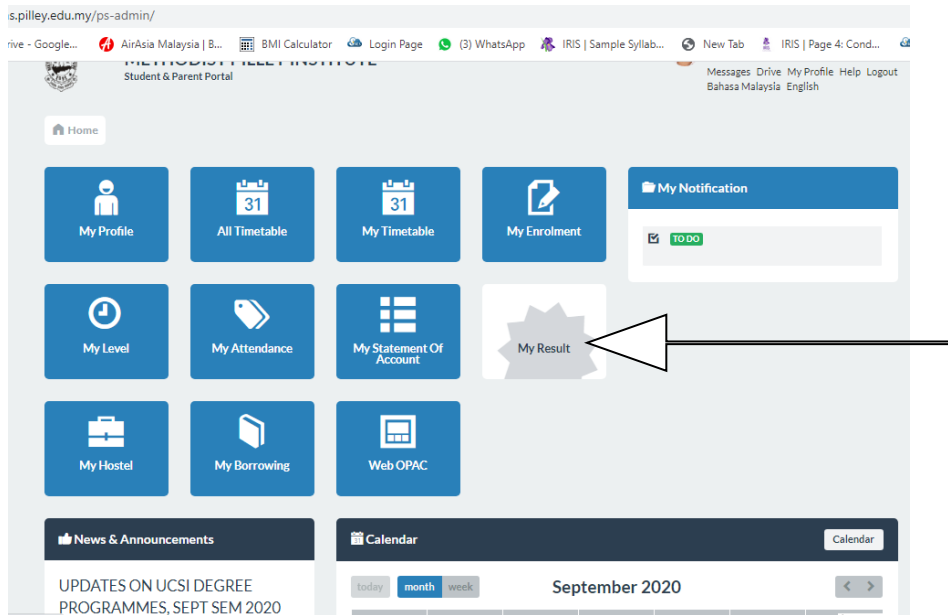 s.pilley.edu.my/ps-admin/
rive - Google... AirAsia Malaysia | B... BMI Calculator Login Page (3) WhatsApp IRIS | Sample Syllab... New Tab IRIS | Page 4: Cond...
METHODIST PILLEY INSTITUTE
Student & Parent Portal
Messages Drive My Profile Help Logout
Bahasa Malaysia English
Home
My Profile
31
All Timetable
31
My Timetable
My Enrolment
My Notification
TO DO
My Level
My Attendance
My Statement Of
Account
My Result
My Hostel
My Borrowing
Web OPAC
News & Announcements
UPDATES ON UCSI DEGREE
PROGRAMMES, SEPT SEM 2020
Calendar
Calendar
today month week September 2020 < >